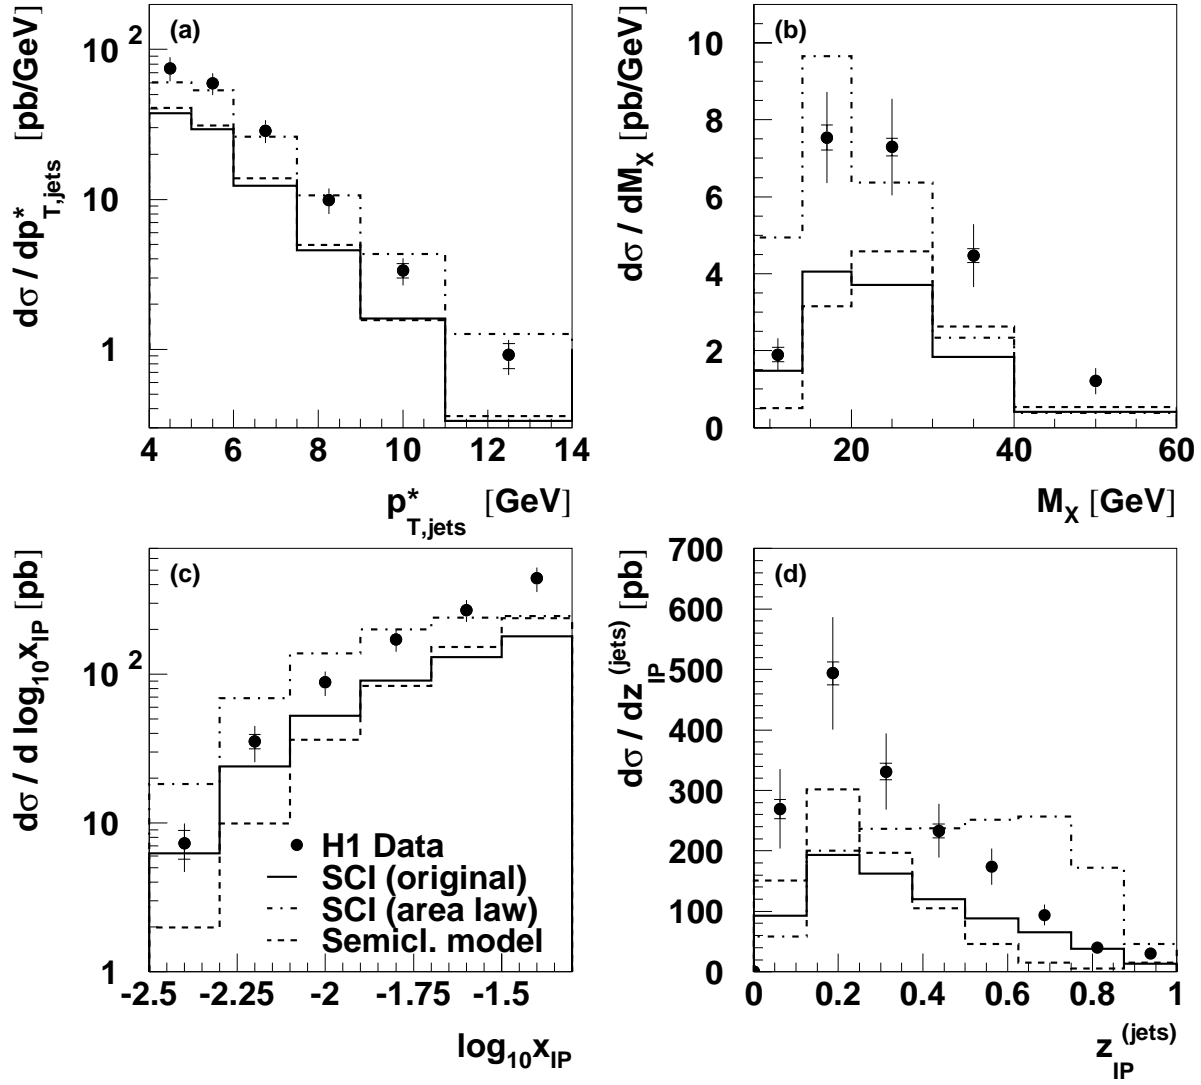 (a)
dσ / dp*T,jets [pb/GeV]
10 2
10
1
4 6 8 10 12 14
p*T,jets [GeV]
(b)
dσ / dMX [pb/GeV]
10
8
6
4
2
0
20 40 60
MX [GeV]
(c)
dσ / d log10xIP [pb]
10 2
10
1
H1 Data
SCI (original)
SCI (area law)
Semicl. model
-2.5 -2.25 -2 -1.75 -1.5
log10xIP
(d)
dσ / dzIP(jets) [pb]
700
600
500
400
300
200
100
0
0 0.2 0.4 0.6 0.8 1
zIP(jets)